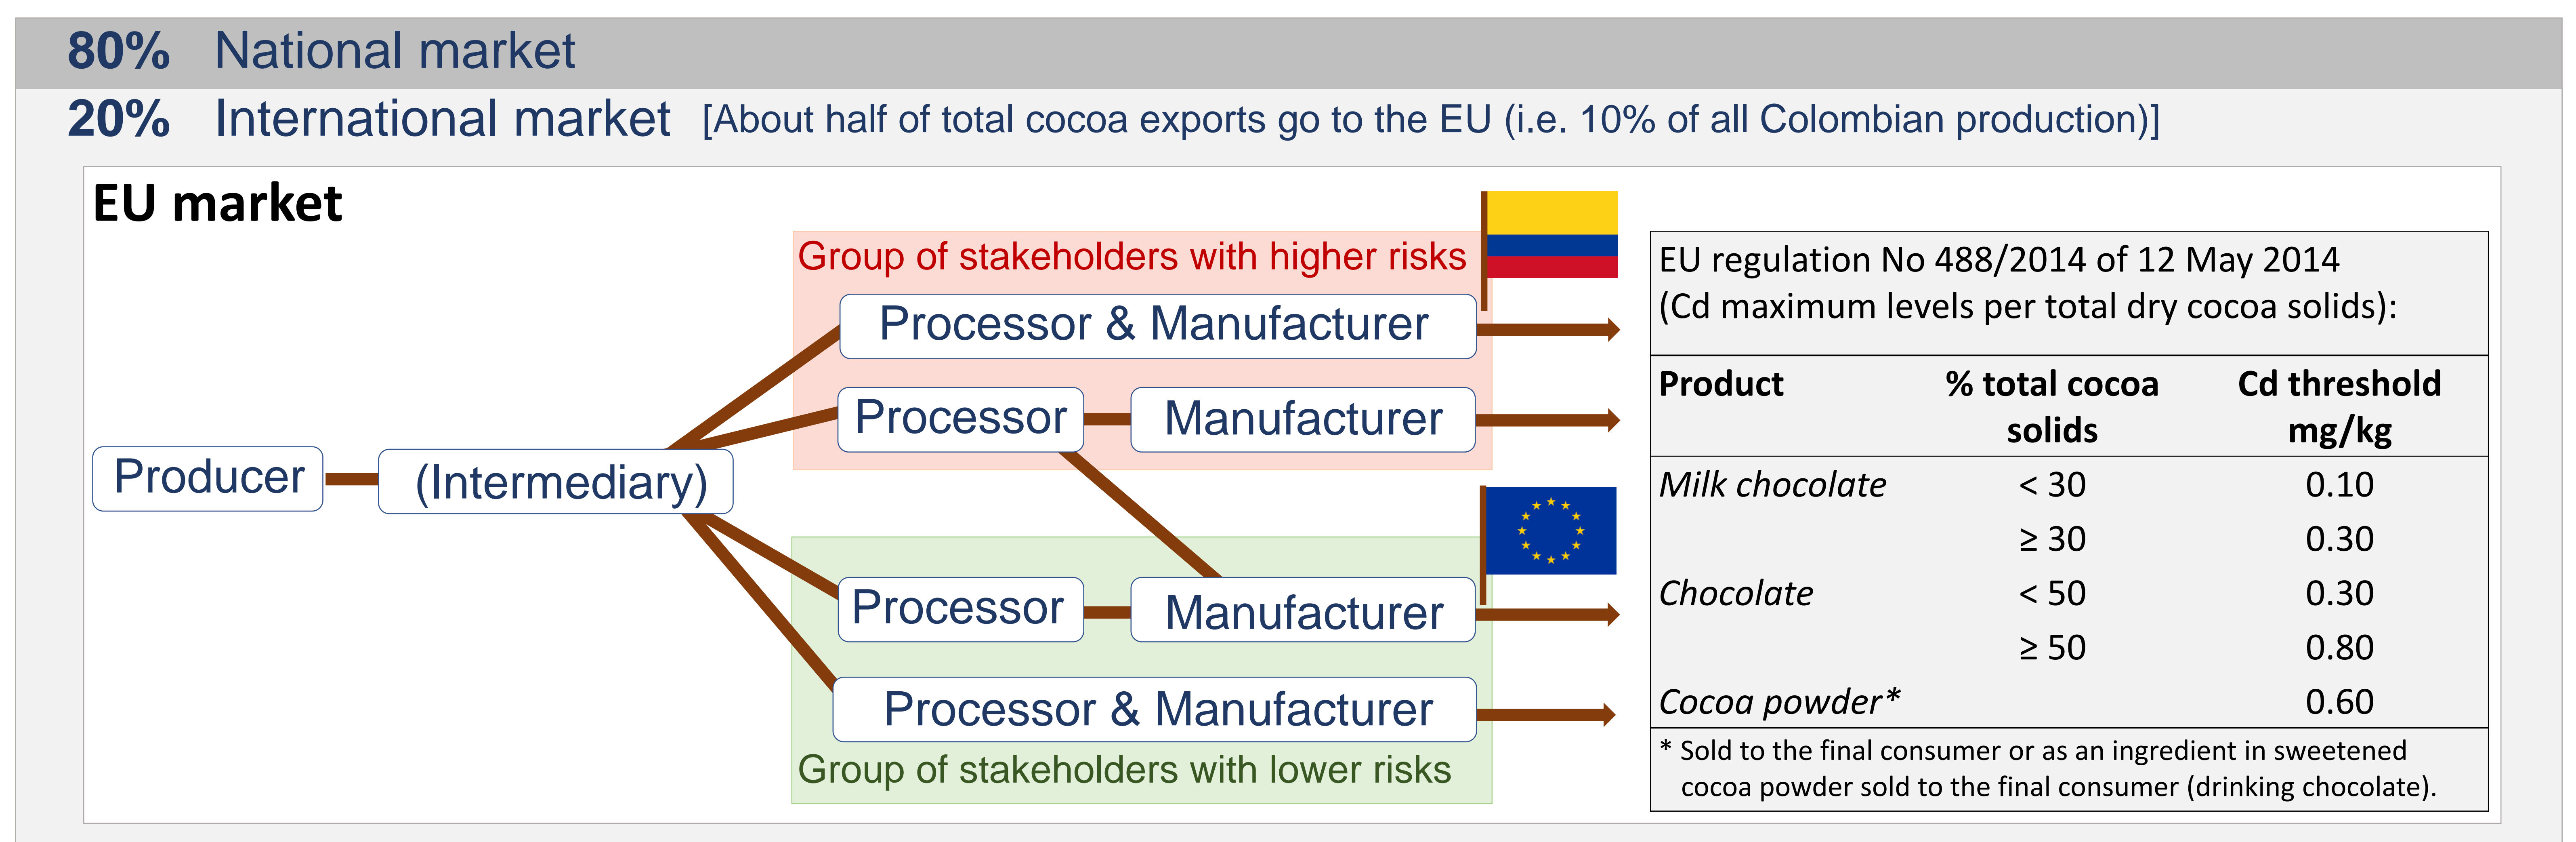 80% National market
20% International market [About half of total cocoa exports go to the EU (i.e. 10% of all Colombian production)]
EU market
Group of stakeholders with higher risks
Processor & Manufacturer
Processor Manufacturer
Producer (Intermediary)
Processor Manufacturer
Processor & Manufacturer
Group of stakeholders with lower risks
EU regulation No 488/2014 of 12 May 2014
(Cd maximum levels per total dry cocoa solids):
Product % total cocoa solids Cd threshold mg/kg
Milk chocolate < 30 0.10
≥ 30 0.30
Chocolate < 50 0.30
≥ 50 0.80
Cocoa powder* 0.60
* Sold to the final consumer or as an ingredient in sweetened
cocoa powder sold to the final consumer (drinking chocolate).